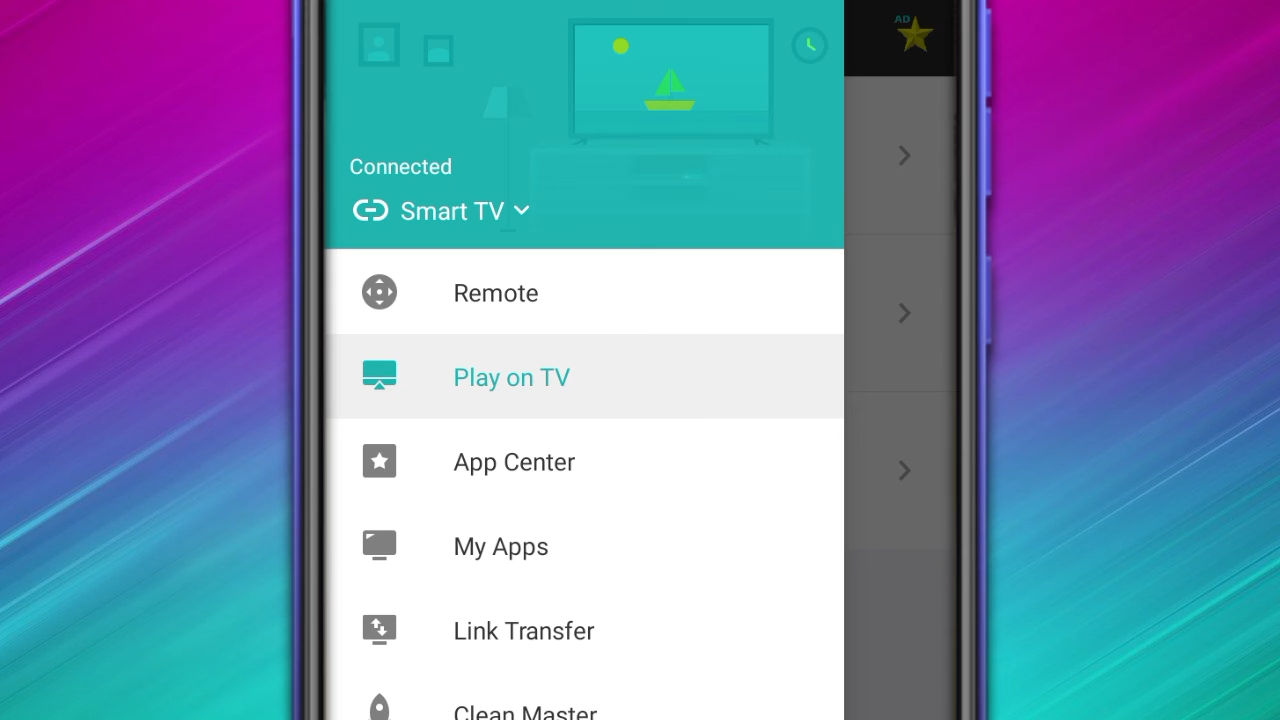 AD
Connected
Smart TV
Remote
Play on TV
App Center
My Apps
Link Transfer
Clean Master